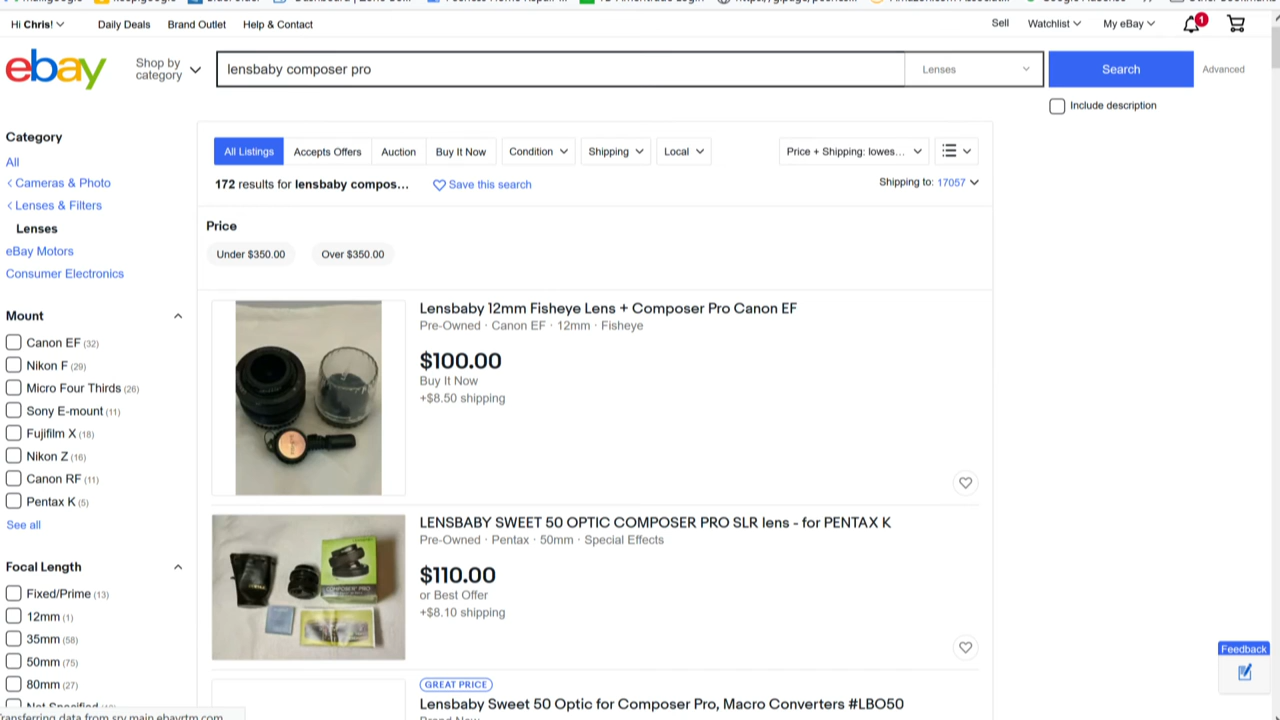 Hi Chris!
Daily Deals
Brand Outlet
Help & Contact
Sell
Watchlist
My eBay
1
ebay
Shop by
category
lensbaby composer pro
Lenses
Search
Advanced
Include description
Category
All
Cameras & Photo
Lenses & Filters
Lenses
eBay Motors
Consumer Electronics
Mount
Canon EF (32)
Nikon F (29)
Micro Four Thirds (26)
Sony E-mount (11)
Fujifilm X (18)
Nikon Z (16)
Canon RF (11)
Pentax K (5)
See all
Focal Length
Fixed/Prime (13)
12mm (1)
35mm (58)
50mm (75)
80mm (27)
All Listings
Accepts Offers
Auction
Buy It Now
Condition
Shipping
Local
Price + Shipping: lowes...
172 results for lensbaby compos...
Save this search
Shipping to: 17057
Price
Under $350.00
Over $350.00
Lensbaby 12mm Fisheye Lens + Composer Pro Canon EF
Pre-Owned · Canon EF · 12mm · Fisheye
$100.00
Buy It Now
+$8.50 shipping
LENSBABY SWEET 50 OPTIC COMPOSER PRO SLR lens - for PENTAX K
Pre-Owned · Pentax · 50mm · Special Effects
$110.00
or Best Offer
+$8.10 shipping
GREAT PRICE
Lensbaby Sweet 50 Optic for Composer Pro, Macro Converters #LBO50
Feedback